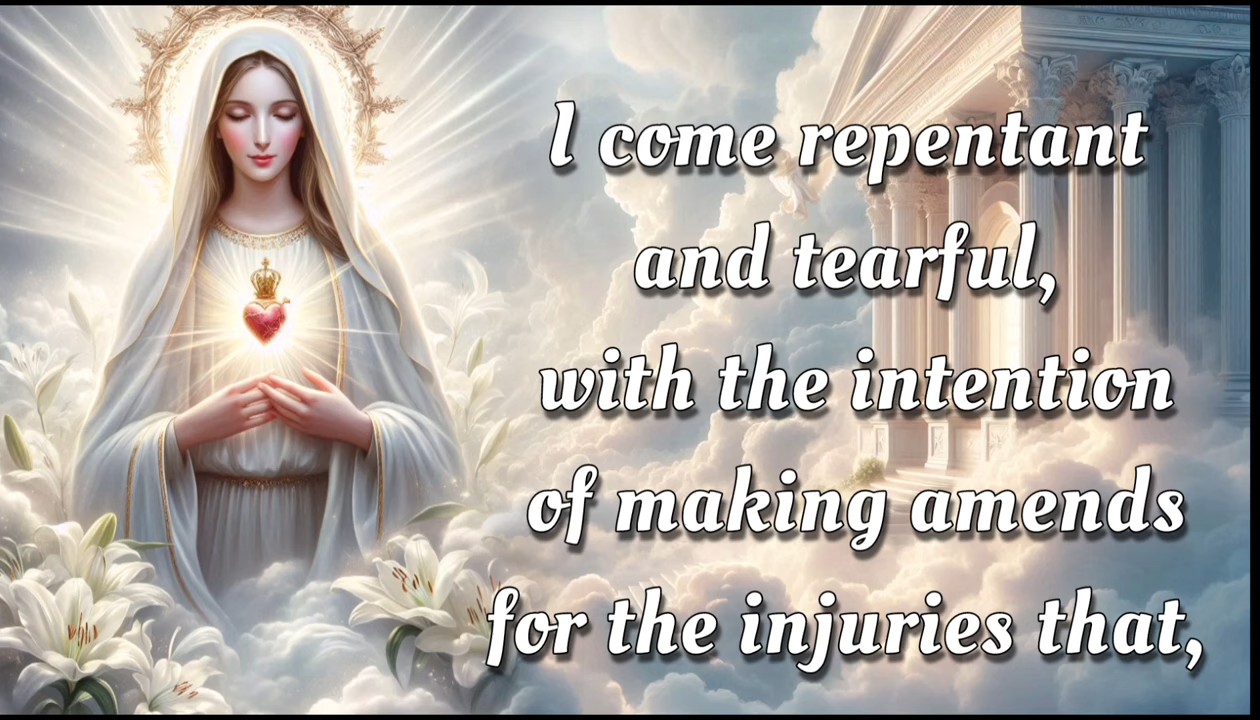 I come repentant
and tearful,
with the intention
of making amends
for the injuries that,